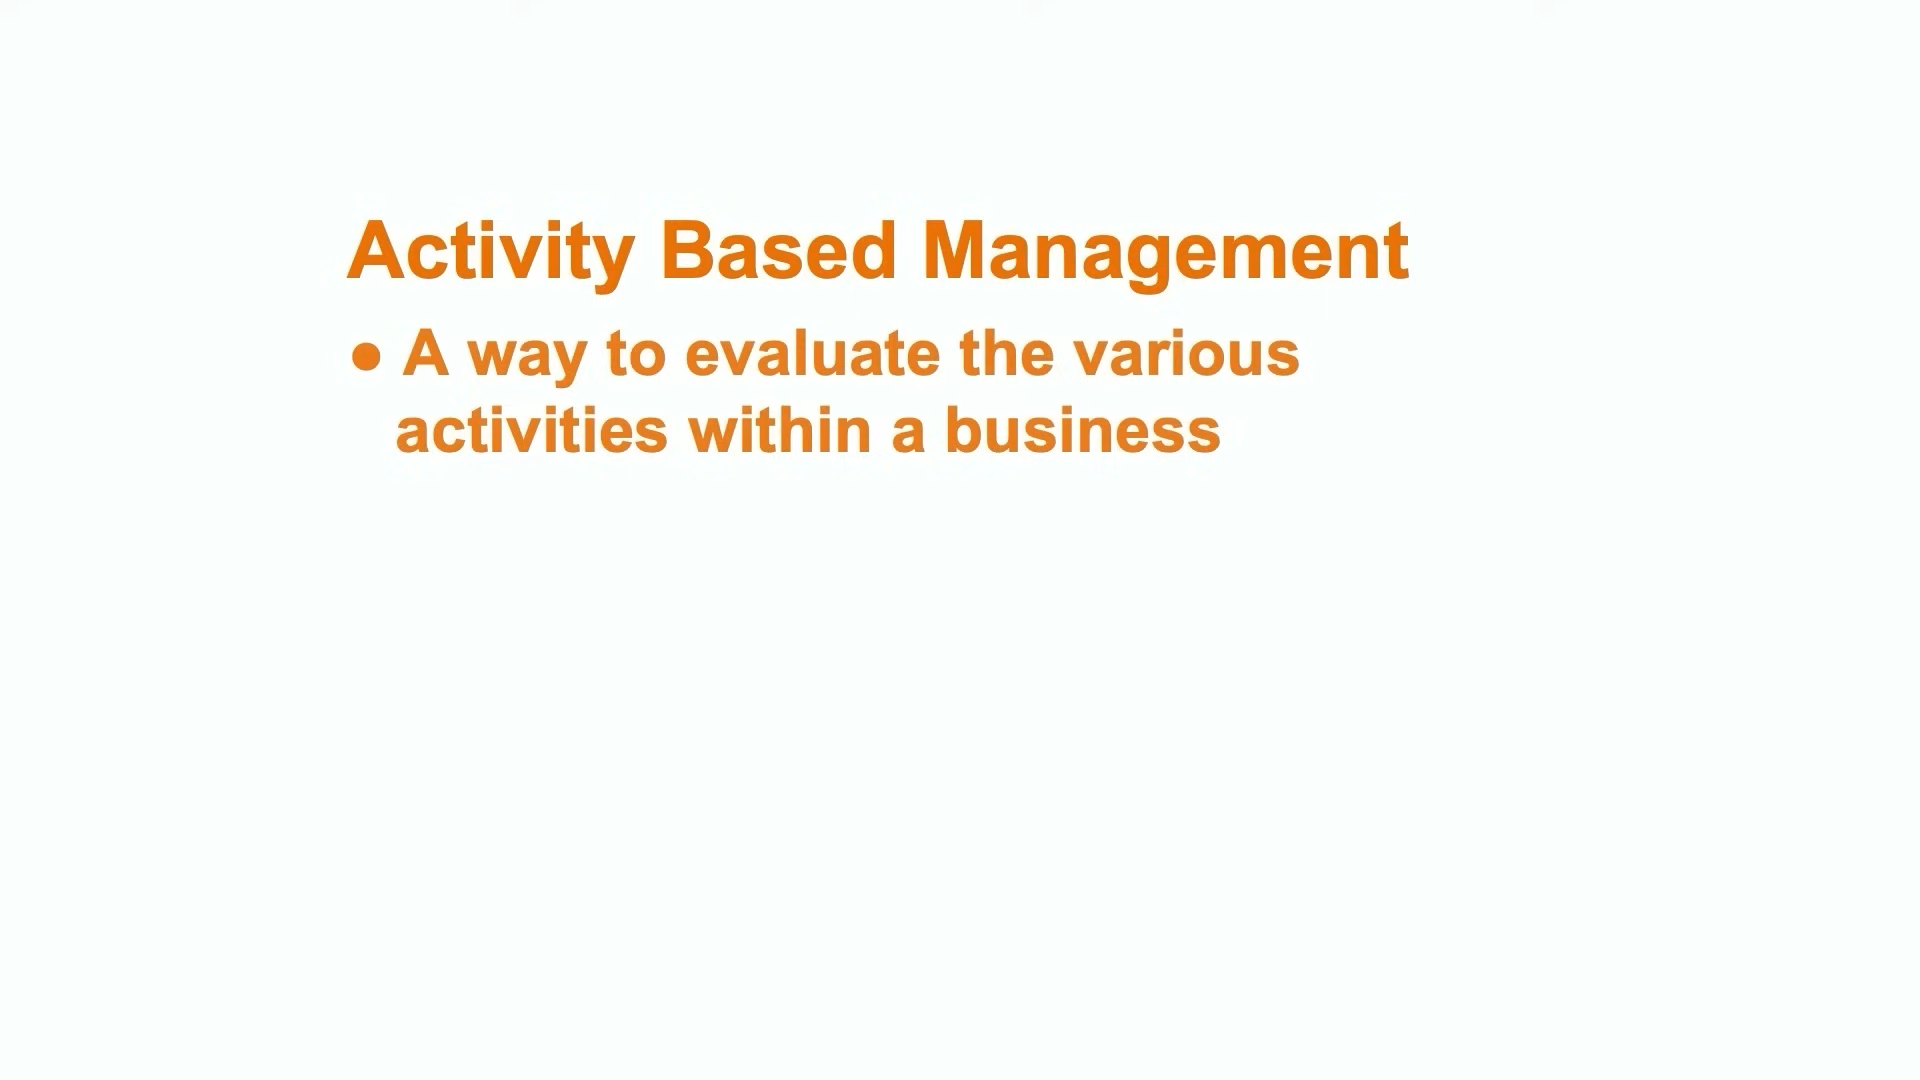 Activity Based Management
● A way to evaluate the various
activities within a business